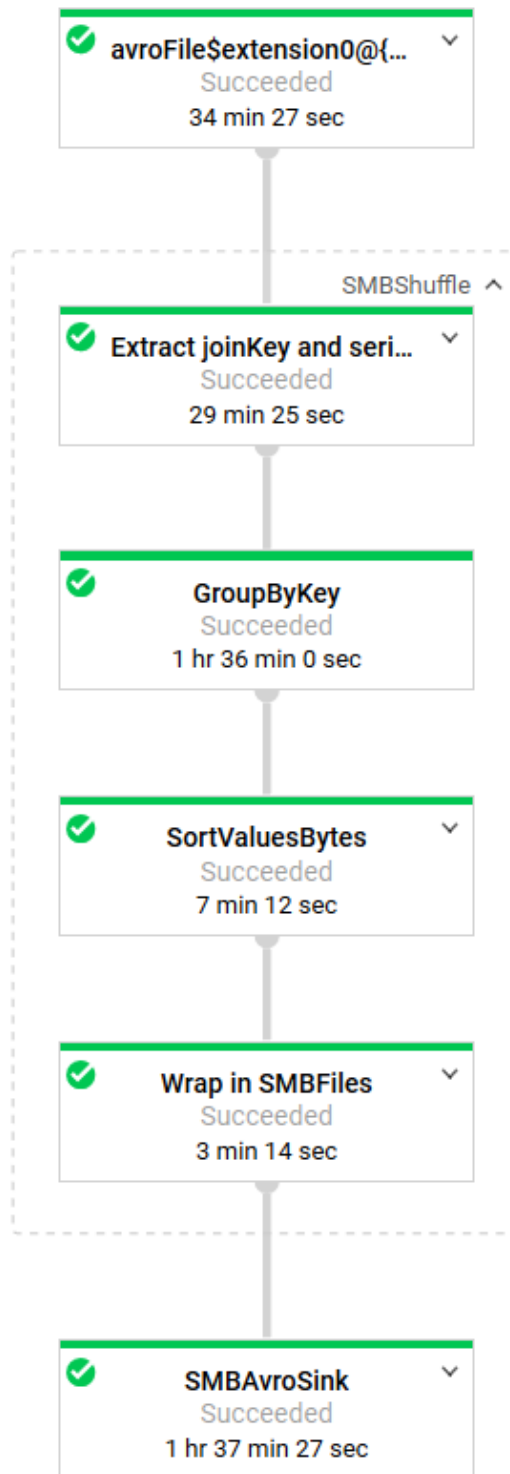 avroFile$extension0@{...
Succeeded
34 min 27 sec
SMBShuffle
Extract joinKey and seri...
Succeeded
29 min 25 sec
GroupByKey
Succeeded
1 hr 36 min 0 sec
SortValuesBytes
Succeeded
7 min 12 sec
Wrap in SMBFiles
Succeeded
3 min 14 sec
SMBAvroSink
Succeeded
1 hr 37 min 27 sec